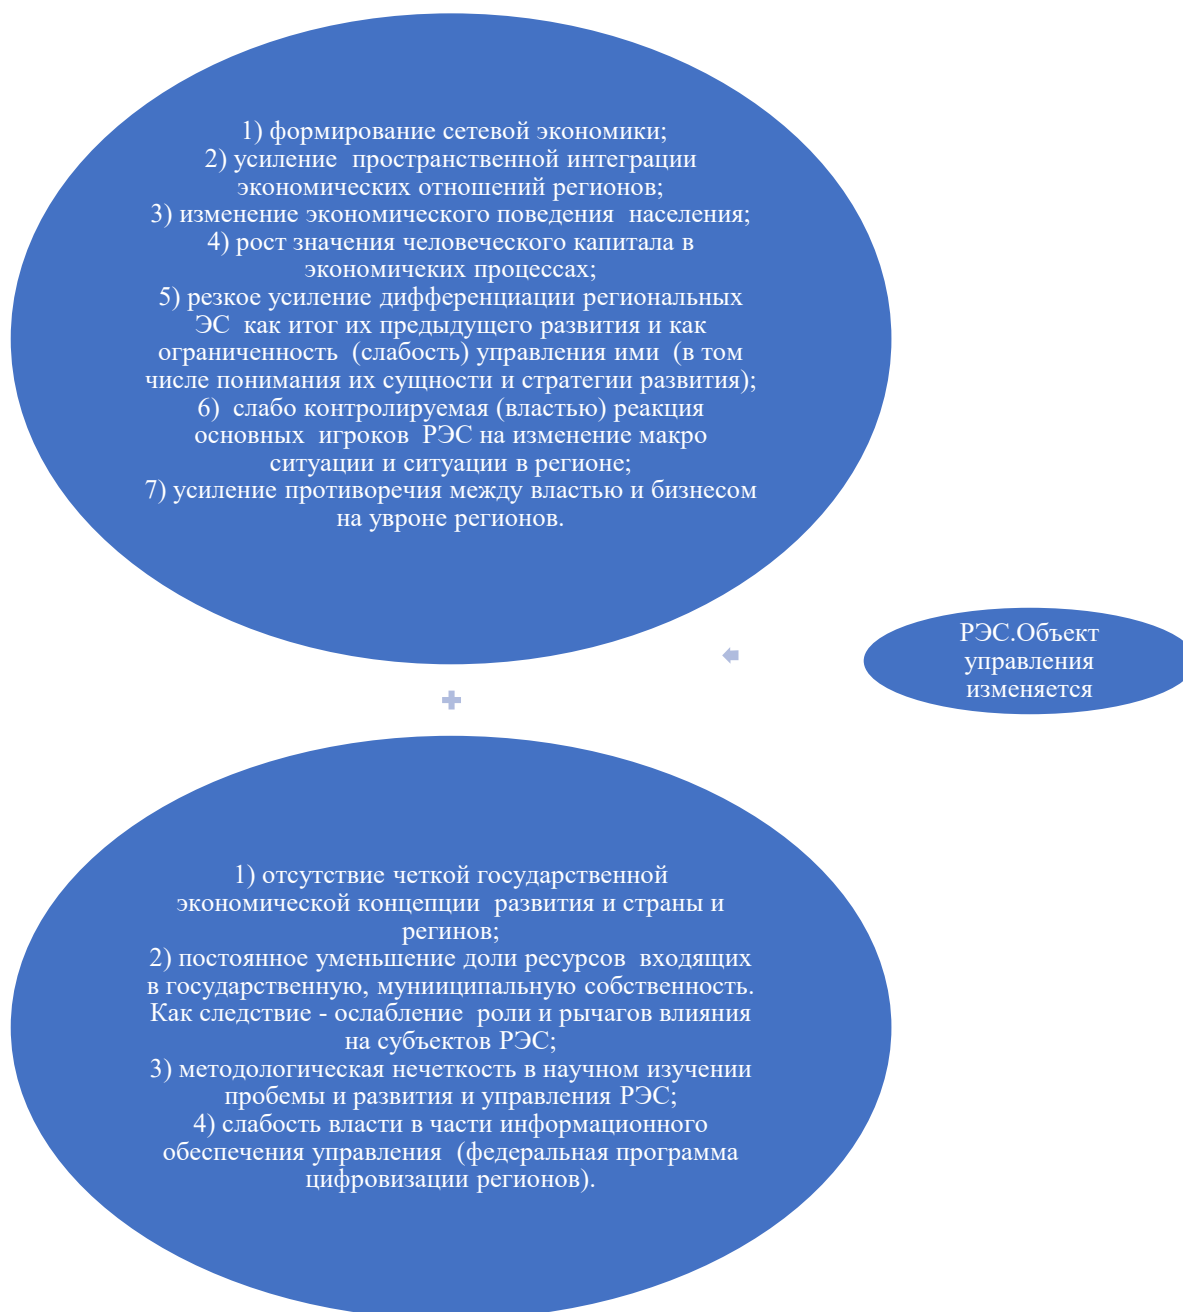 1) формирование сетевой экономики;
2) усиление  пространственной интеграции
экономических отношений регионов;
3) изменение экономического поведения  населения;
4) рост значения человеческого капитала в
экономичеких процессах;
5) резкое усиление дифференциации региональных
ЭС  как итог их предыдущего развития и как
ограниченность  (слабость) управления ими  (в том
числе понимания их сущности и стратегии развития);
6)  слабо контролируемая (властью) реакция
основных  игроков  РЭС на изменение макро
ситуации и ситуации в регионе;
7) усиление противоречия между властью и бизнесом
на увроне регионов.
РЭС.Объект
управления
изменяется
1) отсутствие четкой государственной
экономической концепции  развития и страны и
регинов;
2) постоянное уменьшение доли ресурсов  входящих
в государственную, мунииципальную собственность.
Как следствие - ослабление  роли и рычагов влияния
на субъектов РЭС;
3) методологическая нечеткость в научном изучении
пробемы и развития и управления РЭС;
4) слабость власти в части информационного
обеспечения управления  (федеральная программа
цифровизации регионов).